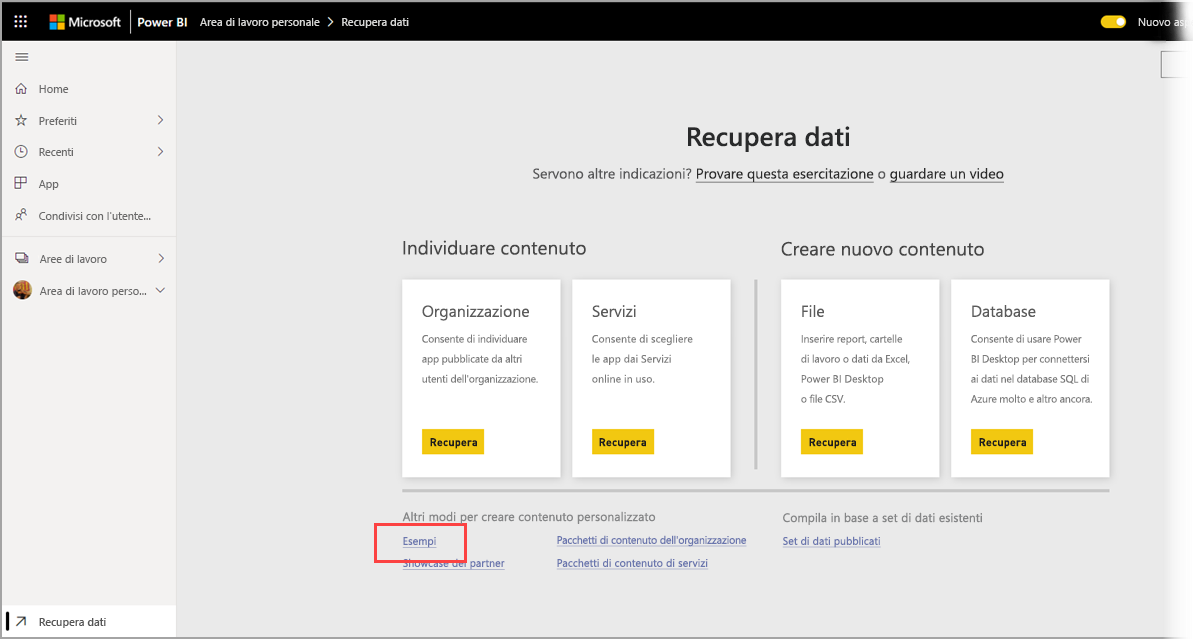 Microsoft Power BI Area di lavoro personale > Recupera dati
Nuovo
Home
Preferiti
Recenti
App
Condivisi con l'utente...
Aree di lavoro
Area di lavoro perso...
Recupera dati
Recupera dati
Servono altre indicazioni? Provare questa esercitazione o guardare un video
Individuare contenuto
Organizzazione
Consente di individuare
app pubblicate da altri
utenti dell'organizzazione.
Recupera
Servizi
Consente di scegliere
le app dai Servizi
online in uso.
Recupera
Creare nuovo contenuto
File
Inserire report, cartelle
di lavoro o dati da Excel,
Power BI Desktop
o file CSV.
Recupera
Database
Consente di usare Power
BI Desktop per connettersi
ai dati nel database SQL di
Azure molto e altro ancora.
Recupera
Altri modi per creare contenuto personalizzato
Esempi
Showcase dei partner
Pacchetti di contenuto dell'organizzazione
Pacchetti di contenuto di servizi
Compila in base a set di dati esistenti
Set di dati pubblicati